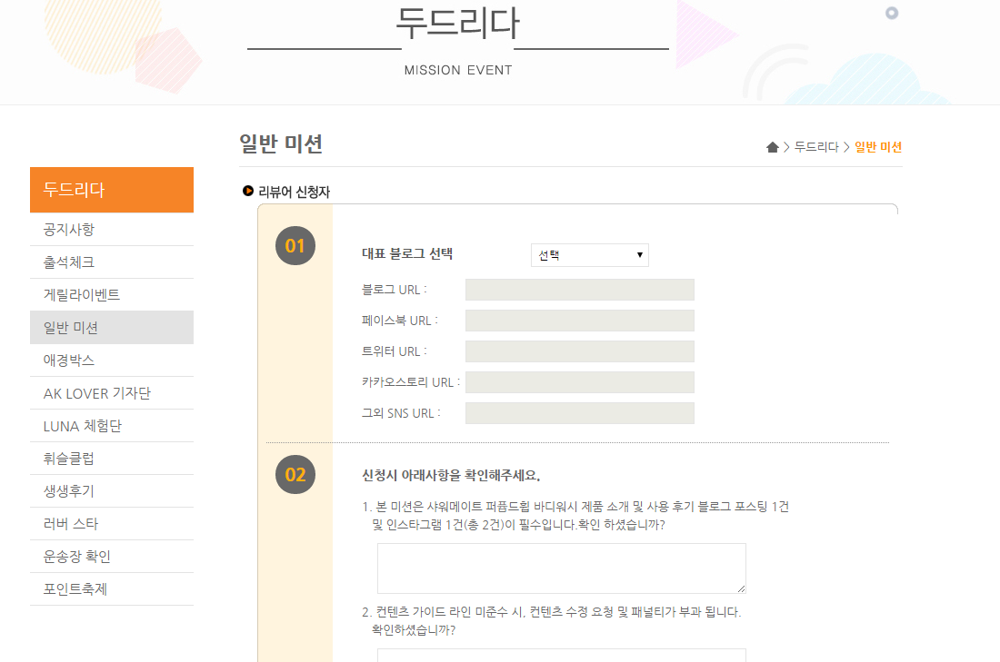 두드리다
MISSION EVENT
일반 미션
> 두드리다 > 일반 미션
두드리다
공지사항
출석체크
게릴라이벤트
일반 미션
애경박스
AK LOVER 기자단
LUNA 체험단
휘슬클럽
생생후기
러버 스타
운송장 확인
포인트축제
리뷰어 신청자
01
대표 블로그 선택
선택
블로그 URL :
페이스북 URL :
트위터 URL :
카카오스토리 URL :
그외 SNS URL :
02
신청시 아래사항을 확인해주세요.
1. 본 미션은 샤워메이트 퍼퓸드휩 바디워시 제품 소개 및 사용 후기 블로그 포스팅 1건
및 인스타그램 1건(총 2건)이 필수입니다.확인 하셨습니까?
2. 컨텐츠 가이드 라인 미준수 시, 컨텐츠 수정 요청 및 패널티가 부과 됩니다.
확인하셨습니까?